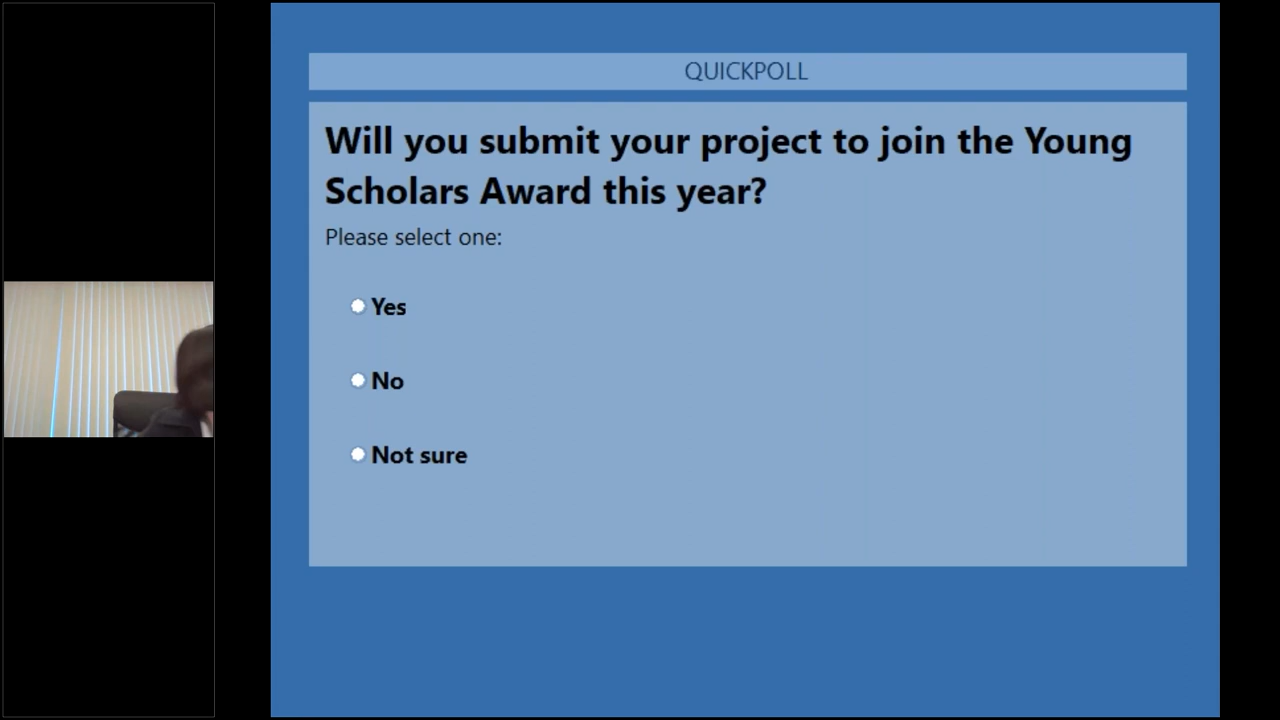 QUICKPOLL
Will you submit your project to join the Young
Scholars Award this year?
Please select one:
Yes
No
Not sure